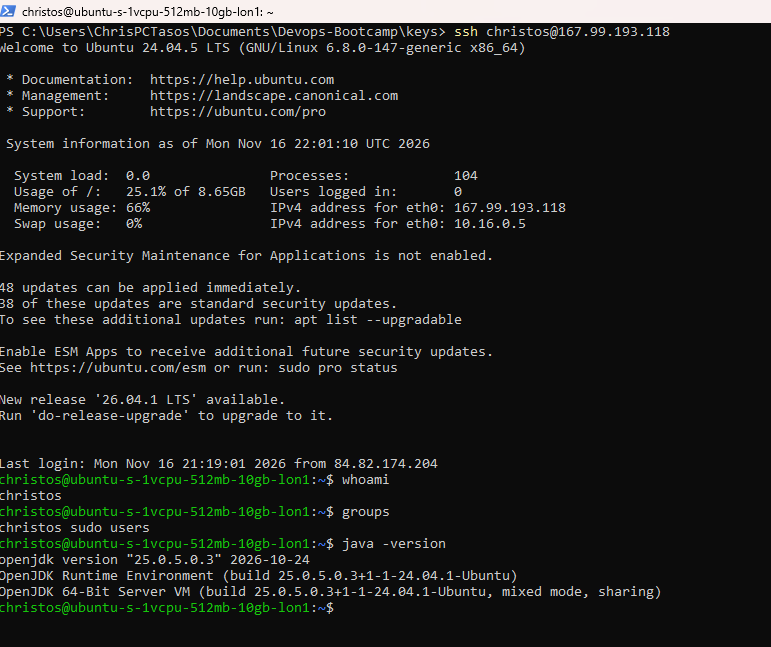 christos@ubuntu-s-1vcpu-512mb-10gb-lon1: ~
PS C:\Users\ChrisPCTasos\Documents\Devops-Bootcamp\keys> ssh christos@167.99.193.118
Welcome to Ubuntu 24.04.5 LTS (GNU/Linux 6.8.0-147-generic x86_64)
* Documentation:  https://help.ubuntu.com
* Management:     https://landscape.canonical.com
* Support:        https://ubuntu.com/pro
System information as of Mon Nov 16 22:01:10 UTC 2026
System load:  0.0               Processes:             104
Usage of /:   25.1% of 8.65GB   Users logged in:       0
Memory usage: 66%               IPv4 address for eth0: 167.99.193.118
Swap usage:   0%                IPv4 address for eth0: 10.16.0.5
Expanded Security Maintenance for Applications is not enabled.
48 updates can be applied immediately.
38 of these updates are standard security updates.
To see these additional updates run: apt list --upgradable
Enable ESM Apps to receive additional future security updates.
See https://ubuntu.com/esm or run: sudo pro status
New release '26.04.1 LTS' available.
Run 'do-release-upgrade' to upgrade to it.
Last login: Mon Nov 16 21:19:01 2026 from 84.82.174.204
christos@ubuntu-s-1vcpu-512mb-10gb-lon1:~$ whoami
christos
christos@ubuntu-s-1vcpu-512mb-10gb-lon1:~$ groups
christos sudo users
christos@ubuntu-s-1vcpu-512mb-10gb-lon1:~$ java -version
openjdk version "25.0.5.0.3" 2026-10-24
OpenJDK Runtime Environment (build 25.0.5.0.3+1-1-24.04.1-Ubuntu)
OpenJDK 64-Bit Server VM (build 25.0.5.0.3+1-1-24.04.1-Ubuntu, mixed mode, sharing)
christos@ubuntu-s-1vcpu-512mb-10gb-lon1:~$